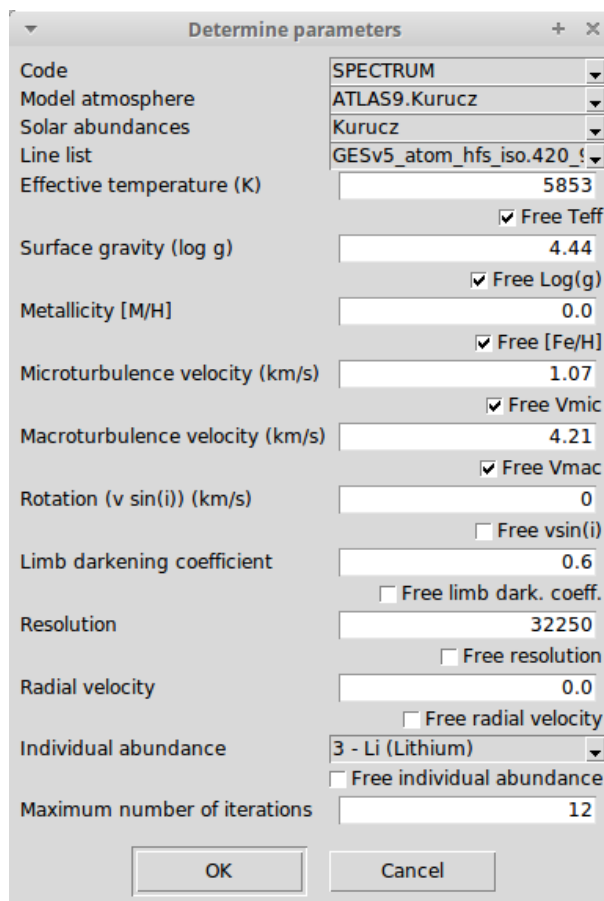 Determine parameters
Code SPECTRUM
Model atmosphere ATLAS9.Kurucz
Solar abundances Kurucz
Line list GESv5_atom_hfs_iso.420_9
Effective temperature (K) 5853
Free Teff
Surface gravity (log g) 4.44
Free Log(g)
Metallicity [M/H] 0.0
Free [Fe/H]
Microturbulence velocity (km/s) 1.07
Free Vmic
Macroturbulence velocity (km/s) 4.21
Free Vmac
Rotation (v sin(i)) (km/s) 0
Free vsin(i)
Limb darkening coefficient 0.6
Free limb dark. coeff.
Resolution 32250
Free resolution
Radial velocity 0.0
Free radial velocity
Individual abundance 3 - Li (Lithium)
Free individual abundance
Maximum number of iterations 12
OK Cancel